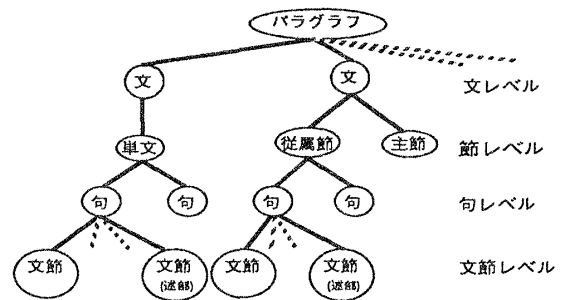 パラグラフ
文 文 文レベル
単文 従属節 主節 節レベル
句 句 句 句 句レベル
文節 文節 文節 文節 文節レベル
(述部) (述部)